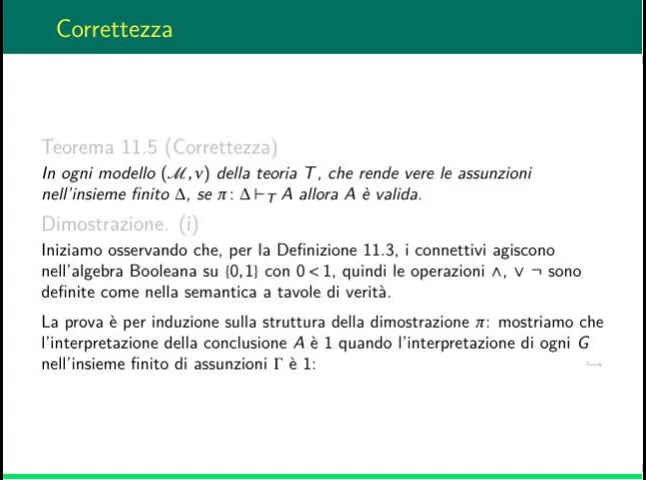 Correttezza
Teorema 11.5 (Correttezza)
In ogni modello (ℳ,ν) della teoria T, che rende vere le assunzioni
nell'insieme finito Δ, se π: Δ ⊢T A allora A è valida.
Dimostrazione. (i)
Iniziamo osservando che, per la Definizione 11.3, i connettivi agiscono
nell'algebra Booleana su {0,1} con 0 < 1, quindi le operazioni ∧, ∨ ¬ sono
definite come nella semantica a tavole di verità.
La prova è per induzione sulla struttura della dimostrazione π: mostriamo che
l'interpretazione della conclusione A è 1 quando l'interpretazione di ogni G
nell'insieme finito di assunzioni Γ è 1: ↪